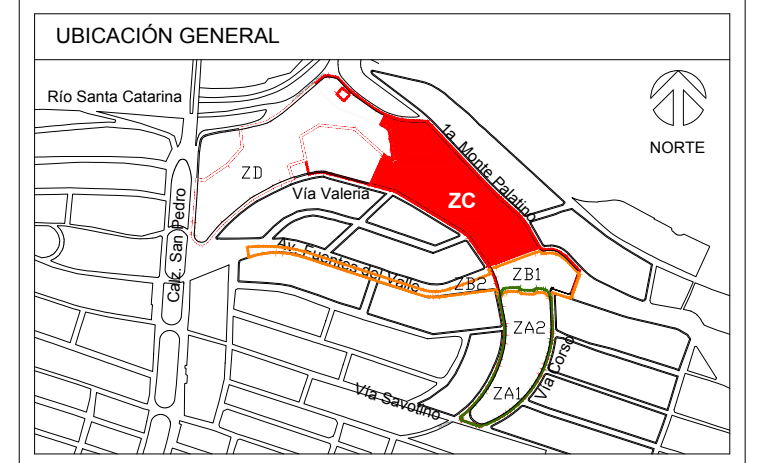 UBICACIÓN GENERAL
Río Santa Catarina
NORTE
1a. Monte Palatino
ZD
Vía Valeria
ZC
Calz. San Pedro
Av. Fuentes del Valle
ZB2
ZB1
ZA2
Vía Corso
ZA1
Vía Savotino